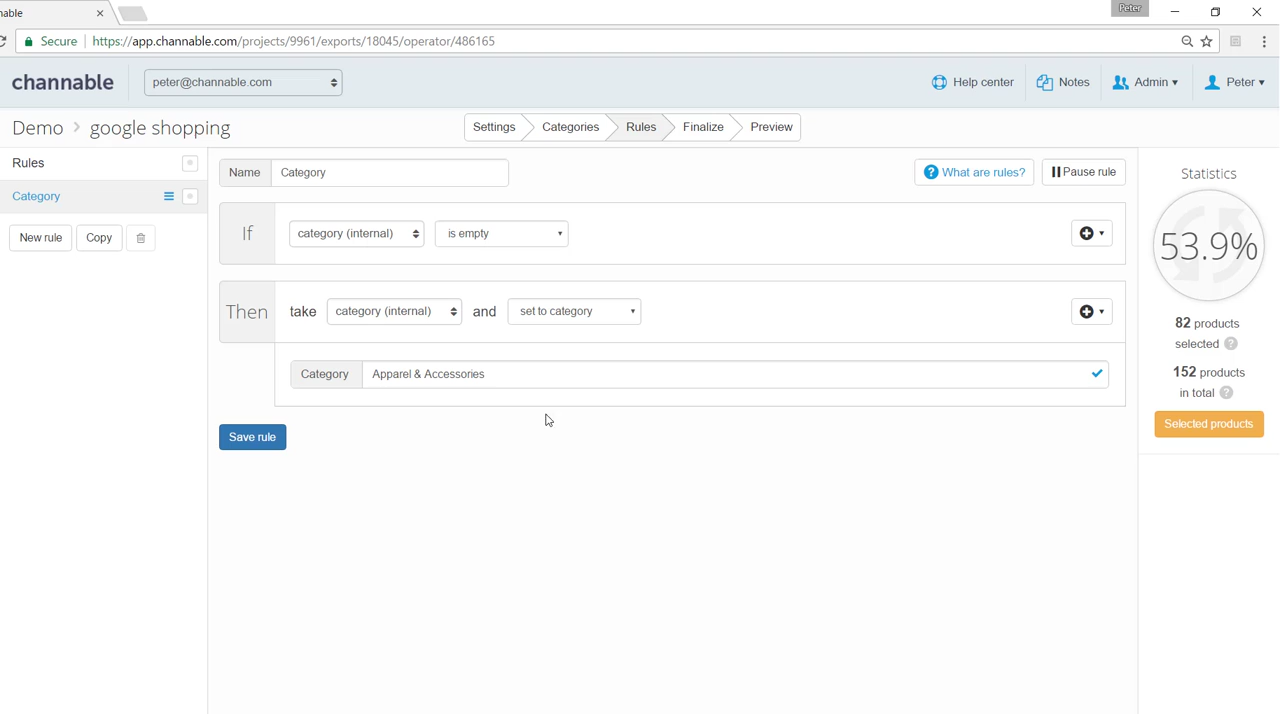 nable
Peter
Secure https://app.channable.com/projects/9961/exports/18045/operator/486165
channable
peter@channable.com
Help center
Notes
Admin
Peter
Demo > google shopping
Settings
Categories
Rules
Finalize
Preview
Rules
Category
New rule
Copy
Name
Category
What are rules?
Pause rule
If
category (internal)
is empty
Then
take
category (internal)
and
set to category
Category
Apparel & Accessories
Save rule
Statistics
53.9%
82 products
selected ?
152 products
in total ?
Selected products